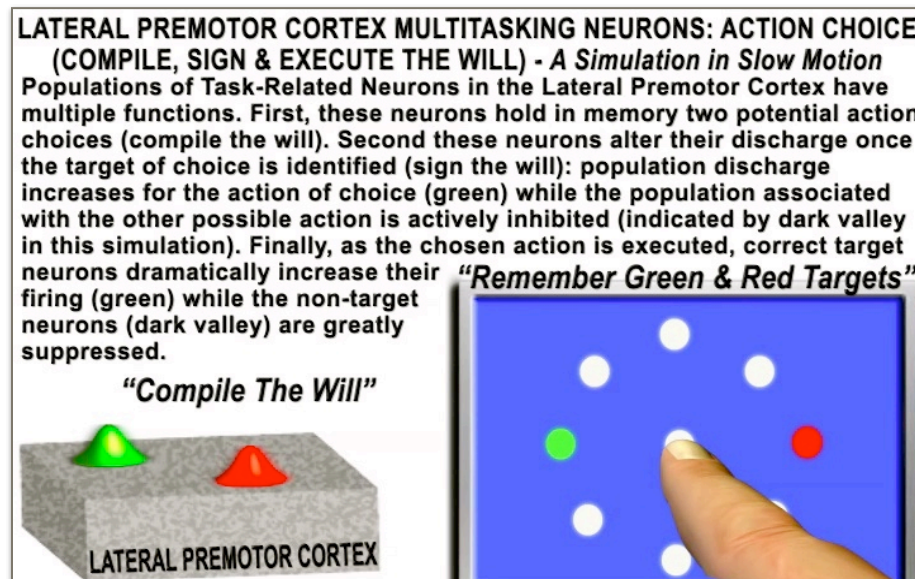 LATERAL PREMOTOR CORTEX MULTITASKING NEURONS: ACTION CHOICE
(COMPILE, SIGN & EXECUTE THE WILL) - A Simulation in Slow Motion
Populations of Task-Related Neurons in the Lateral Premotor Cortex have
multiple functions. First, these neurons hold in memory two potential action
choices (compile the will). Second these neurons alter their discharge once
the target of choice is identified (sign the will): population discharge
increases for the action of choice (green) while the population associated
with the other possible action is actively inhibited (indicated by dark valley
in this simulation). Finally, as the chosen action is executed, correct target
neurons dramatically increase their
firing (green) while the non-target
neurons (dark valley) are greatly
suppressed.
"Remember Green & Red Targets"
"Compile The Will"
LATERAL PREMOTOR CORTEX